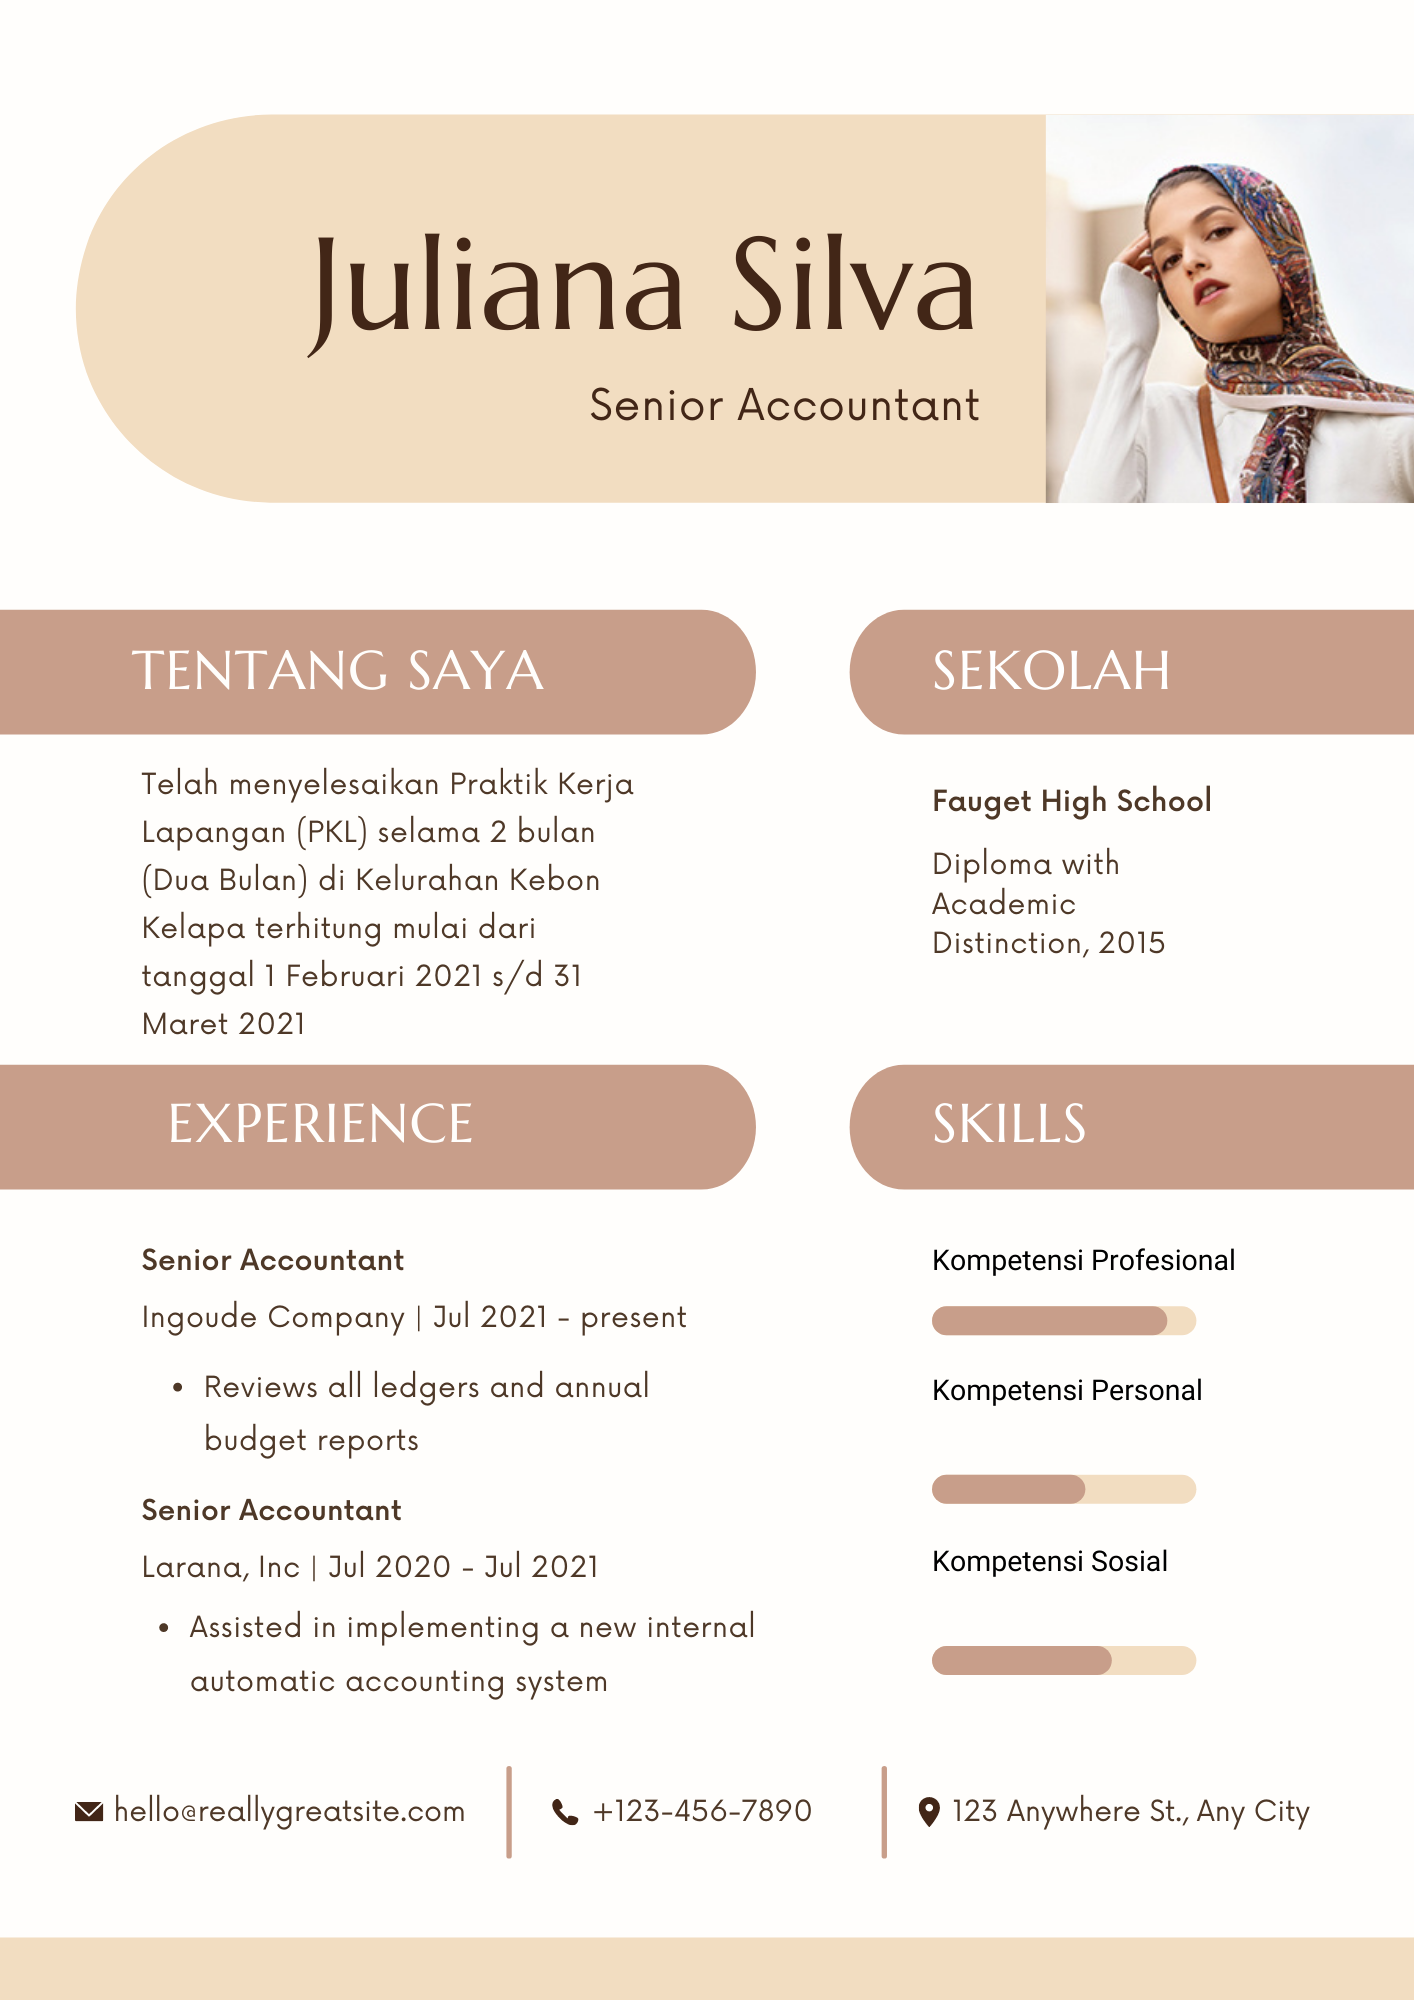 Juliana Silva
Senior Accountant
TENTANG SAYA
Telah menyelesaikan Praktik Kerja
Lapangan (PKL) selama 2 bulan
(Dua Bulan) di Kelurahan Kebon
Kelapa terhitung mulai dari
tanggal 1 Februari 2021 s/d 31
Maret 2021
SEKOLAH
Fauget High School
Diploma with
Academic
Distinction, 2015
EXPERIENCE
Senior Accountant
Ingoude Company | Jul 2021 - present
• Reviews all ledgers and annual
budget reports
Senior Accountant
Larana, Inc | Jul 2020 - Jul 2021
• Assisted in implementing a new internal
automatic accounting system
SKILLS
Kompetensi Profesional
Kompetensi Personal
Kompetensi Sosial
hello@reallygreatsite.com
+123-456-7890
123 Anywhere St., Any City